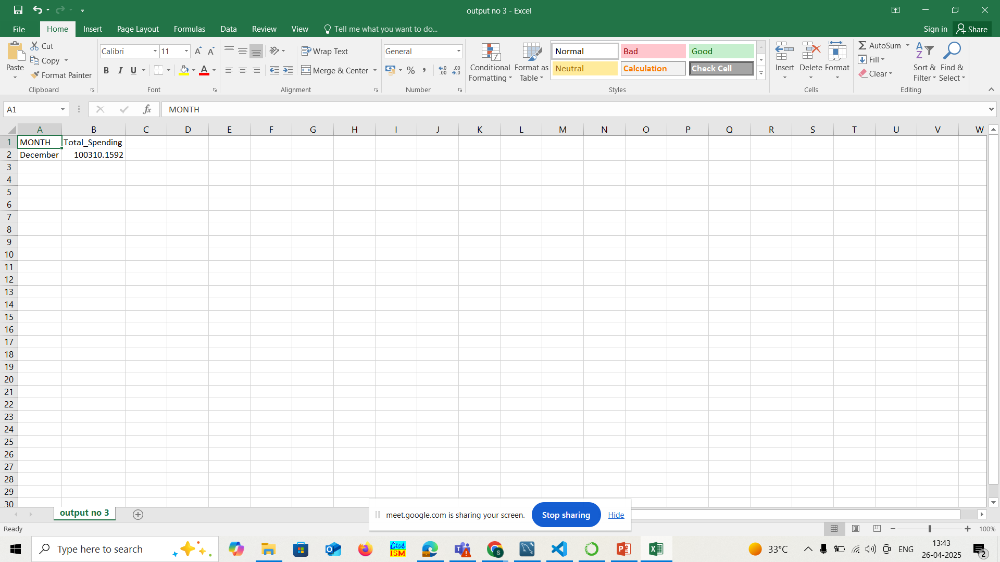 output no 3 - Excel
File Home Insert Page Layout Formulas Data Review View Tell me what you want to do... Sign in Share
Paste Cut Copy Format Painter
Clipboard
Calibri 11
B I U
Font
Wrap Text
Merge & Center
Alignment
General
Number
Conditional Formatting
Format as Table
Normal Bad Good
Neutral Calculation Check Cell
Styles
Insert Delete Format
Cells
AutoSum
Fill
Clear
Sort & Filter
Find & Select
Editing
A1 fx MONTH
A B C D E F G H I J K L M N O P Q R S T U V W
1 MONTH Total_Spending
2 December 100310.1592
3
4
5
6
7
8
9
10
11
12
13
14
15
16
17
18
19
20
21
22
23
24
25
26
27
28
29
30
output no 3
meet.google.com is sharing your screen. Stop sharing Hide
Ready 100%
Type here to search
33°C ENG 13:43
26-04-2025
2